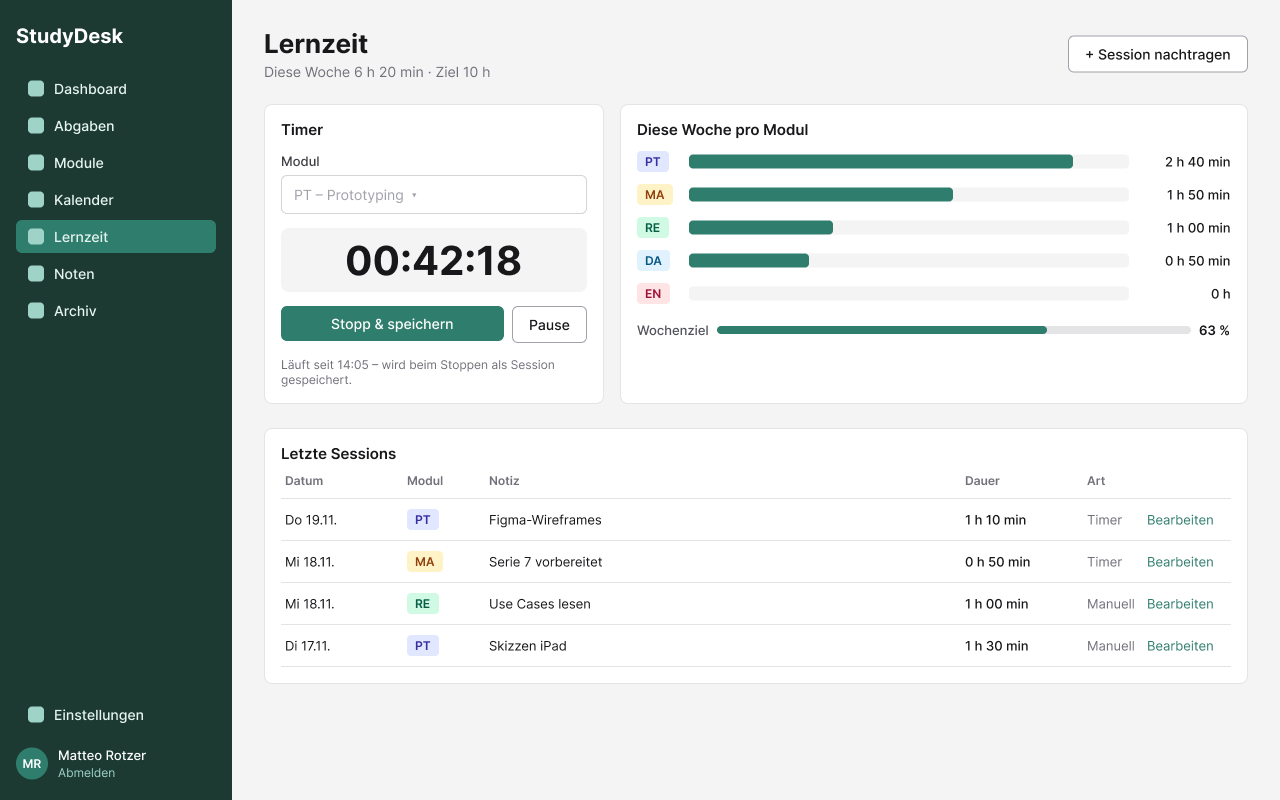 StudyDesk
Dashboard
Abgaben
Module
Kalender
Lernzeit
Noten
Archiv
Einstellungen
MR
Matteo Rotzer
Abmelden
Lernzeit
Diese Woche 6 h 20 min · Ziel 10 h
+ Session nachtragen
Timer
Modul
PT – Prototyping ▾
00:42:18
Stopp & speichern
Pause
Läuft seit 14:05 – wird beim Stoppen als Session
gespeichert.
Diese Woche pro Modul
PT 2 h 40 min
MA 1 h 50 min
RE 1 h 00 min
DA 0 h 50 min
EN 0 h
Wochenziel 63 %
Letzte Sessions
Datum Modul Notiz Dauer Art
Do 19.11. PT Figma-Wireframes 1 h 10 min Timer Bearbeiten
Mi 18.11. MA Serie 7 vorbereitet 0 h 50 min Timer Bearbeiten
Mi 18.11. RE Use Cases lesen 1 h 00 min Manuell Bearbeiten
Di 17.11. PT Skizzen iPad 1 h 30 min Manuell Bearbeiten